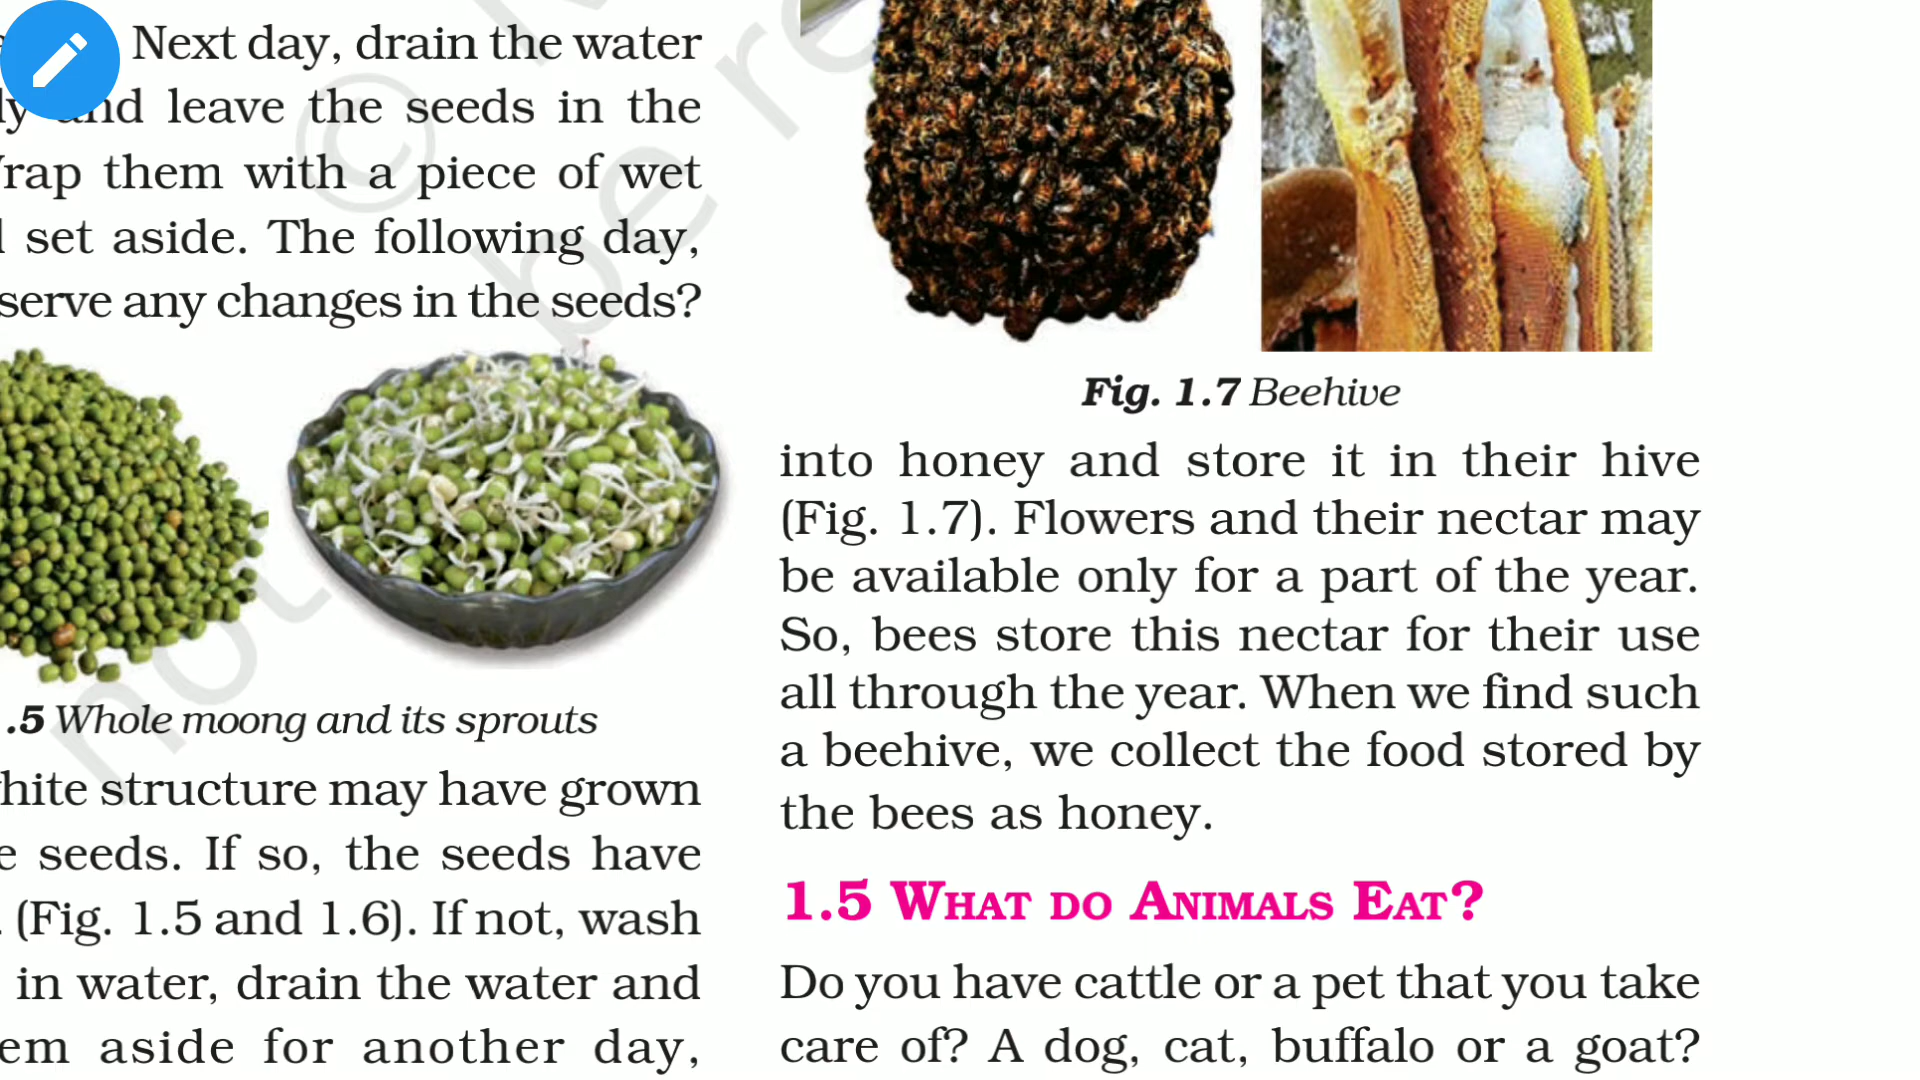 Next day, drain the water
and leave the seeds in the
them with a piece of wet
set aside. The following day,
any changes in the seeds?
.5 Whole moong and its sprouts
structure may have grown
seeds. If so, the seeds have
(Fig. 1.5 and 1.6). If not, wash
in water, drain the water and
aside for another day,
Fig. 1.7 Beehive
into honey and store it in their hive
(Fig. 1.7). Flowers and their nectar may
be available only for a part of the year.
So, bees store this nectar for their use
all through the year. When we find such
a beehive, we collect the food stored by
the bees as honey.
1.5 WHAT DO ANIMALS EAT?
Do you have cattle or a pet that you take
care of? A dog, cat, buffalo or a goat?
©
not
be